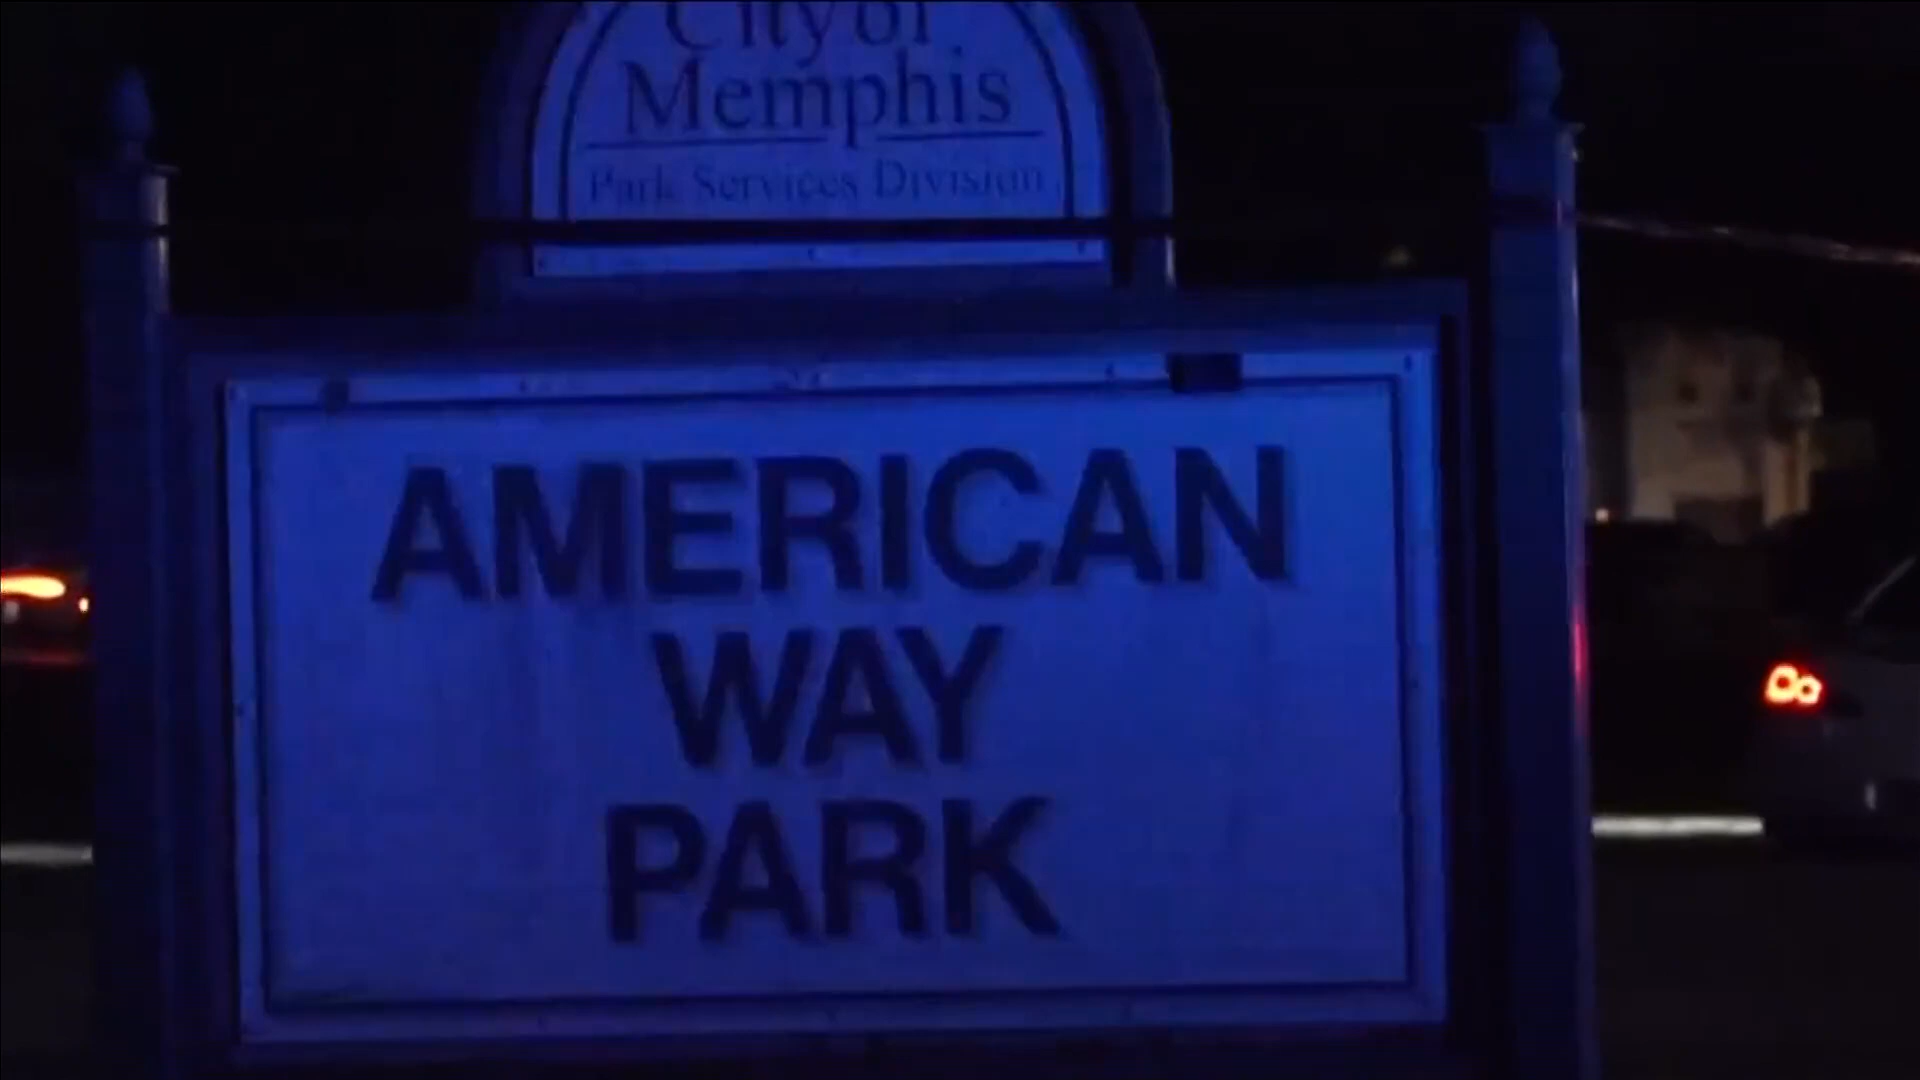 City of
Memphis
Park Services Division
AMERICAN
WAY
PARK